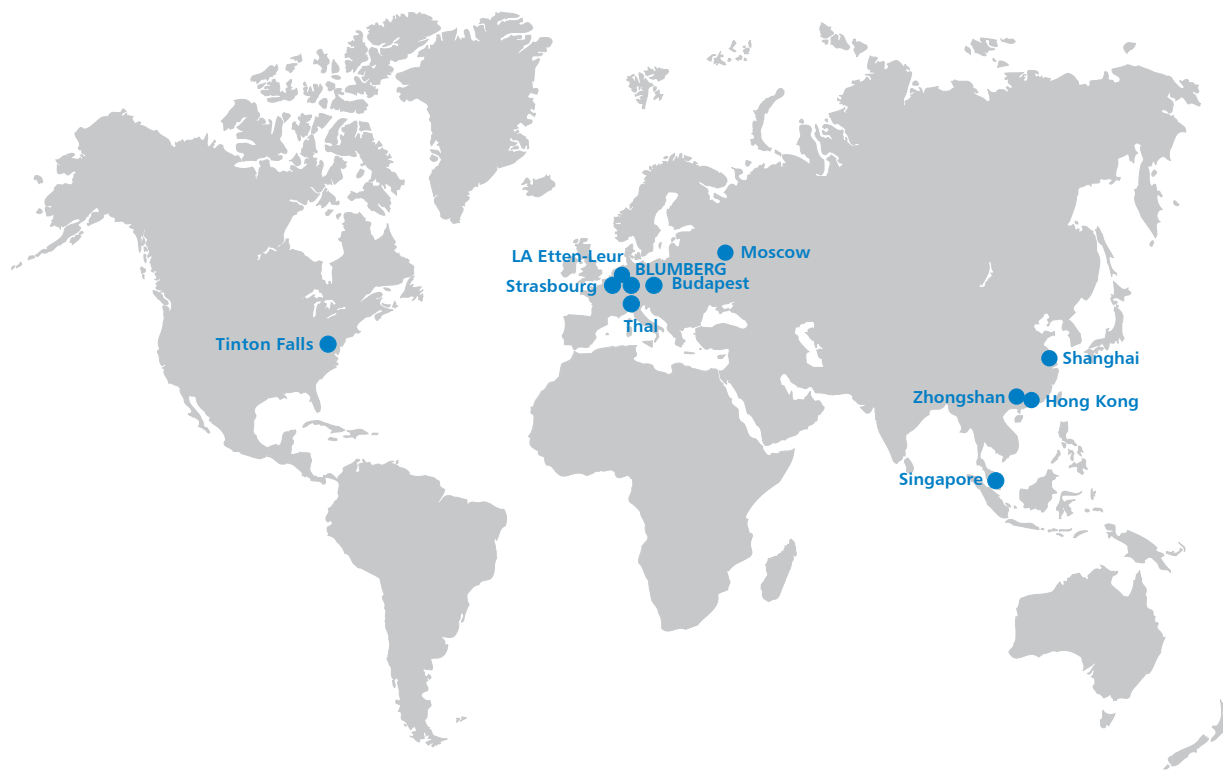 Moscow
LA Etten-Leur
BLUMBERG
Strasbourg
Budapest
Thal
Tinton Falls
Shanghai
Zhongshan
Hong Kong
Singapore